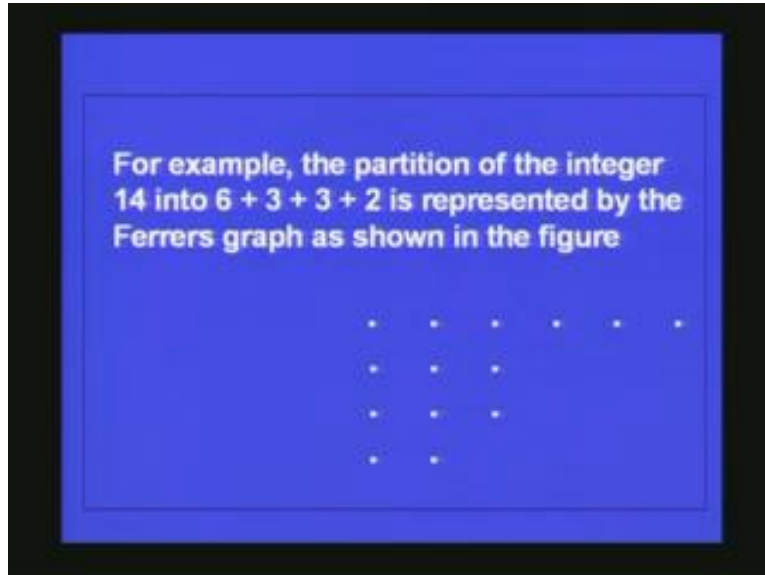 For example, the partition of the integer
14 into 6 + 3 + 3 + 2 is represented by the
Ferrers graph as shown in the figure